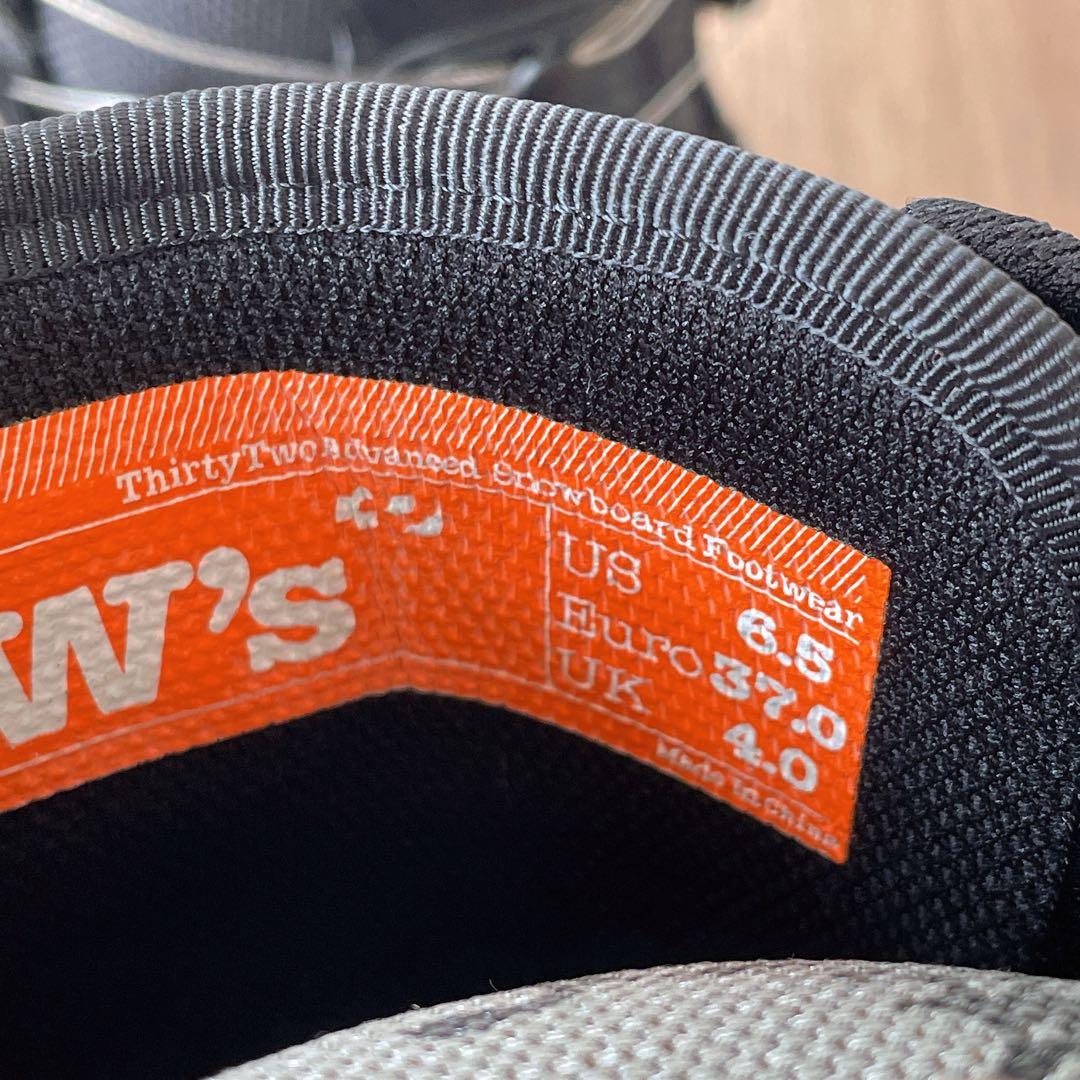 ThirtyTwo Advanced Snowboard Footwear
W's
US 6.5
Euro 37.0
UK 4.0
Made in China